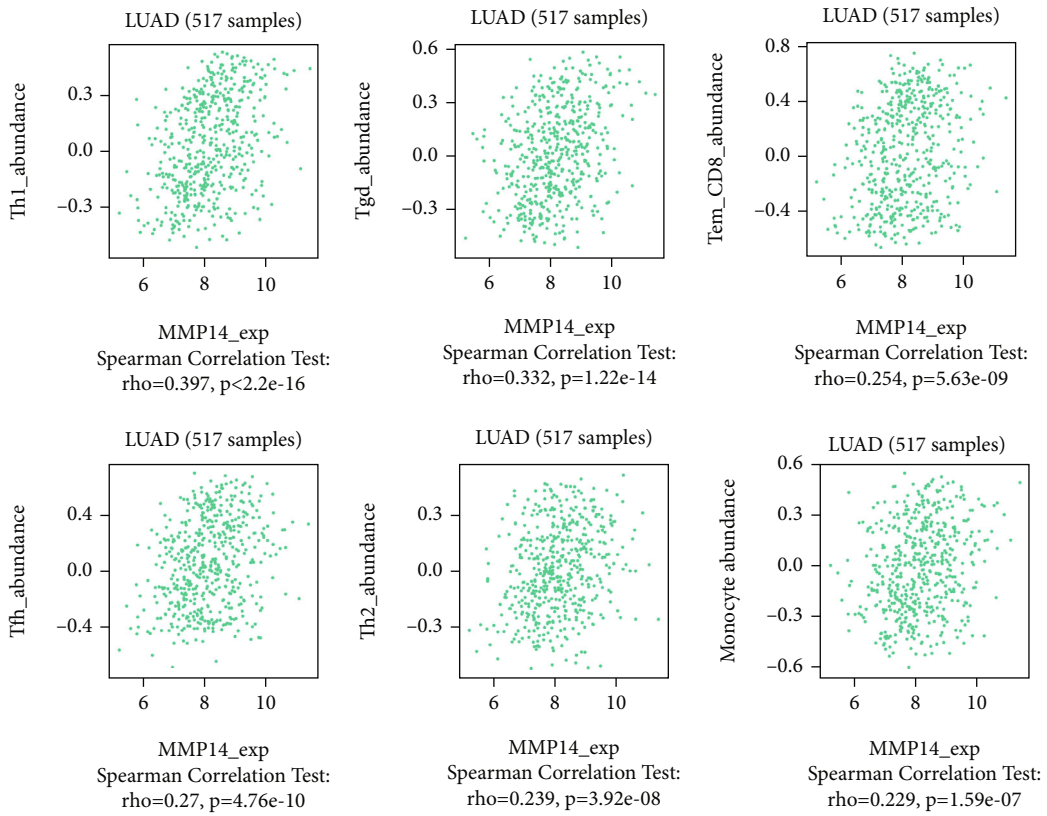 LUAD (517 samples)
Th1_abundance
0.3
0.0
–0.3
6 8 10
MMP14_exp
Spearman Correlation Test:
rho=0.397, p<2.2e-16
LUAD (517 samples)
Tgd_abundance
0.6
0.3
0.0
–0.3
6 8 10
MMP14_exp
Spearman Correlation Test:
rho=0.332, p=1.22e-14
LUAD (517 samples)
Tem_CD8_abundance
0.8
0.4
0.0
–0.4
6 8 10
MMP14_exp
Spearman Correlation Test:
rho=0.254, p=5.63e-09
LUAD (517 samples)
Tfh_abundance
0.4
0.0
–0.4
6 8 10
MMP14_exp
Spearman Correlation Test:
rho=0.27, p=4.76e-10
LUAD (517 samples)
Th2_abundance
0.3
0.0
–0.3
6 8 10
MMP14_exp
Spearman Correlation Test:
rho=0.239, p=3.92e-08
LUAD (517 samples)
Monocyte abundance
0.6
0.3
0.0
–0.3
–0.6
6 8 10
MMP14_exp
Spearman Correlation Test:
rho=0.229, p=1.59e-07